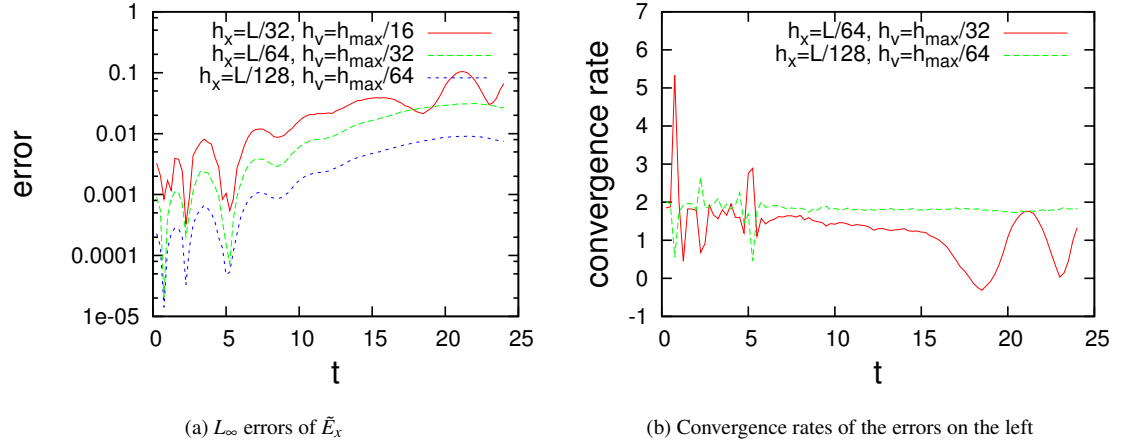 1
0.1
0.01
0.001
0.0001
1e-05
error
h_x=L/32, h_v=h_max/16
h_x=L/64, h_v=h_max/32
h_x=L/128, h_v=h_max/64
0 5 10 15 20 25
t
(a) L_∞ errors of Ẽ_x
7
6
5
4
3
2
1
0
-1
convergence rate
h_x=L/64, h_v=h_max/32
h_x=L/128, h_v=h_max/64
0 5 10 15 20 25
t
(b) Convergence rates of the errors on the left